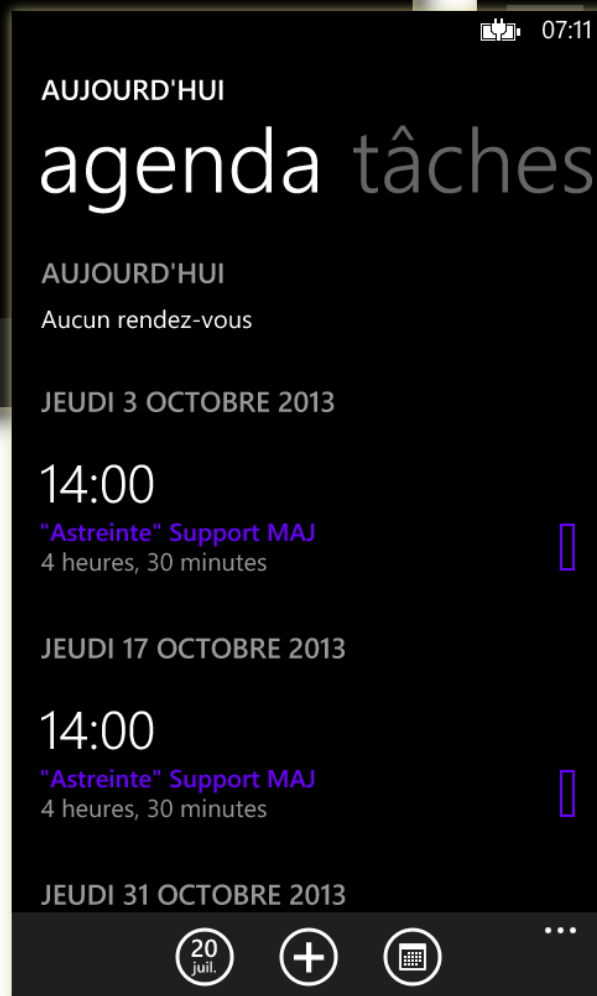 07:11
AUJOURD'HUI
agenda tâches
AUJOURD'HUI
Aucun rendez-vous
JEUDI 3 OCTOBRE 2013
14:00
"Astreinte" Support MAJ
4 heures, 30 minutes
JEUDI 17 OCTOBRE 2013
14:00
"Astreinte" Support MAJ
4 heures, 30 minutes
JEUDI 31 OCTOBRE 2013
20
juil.